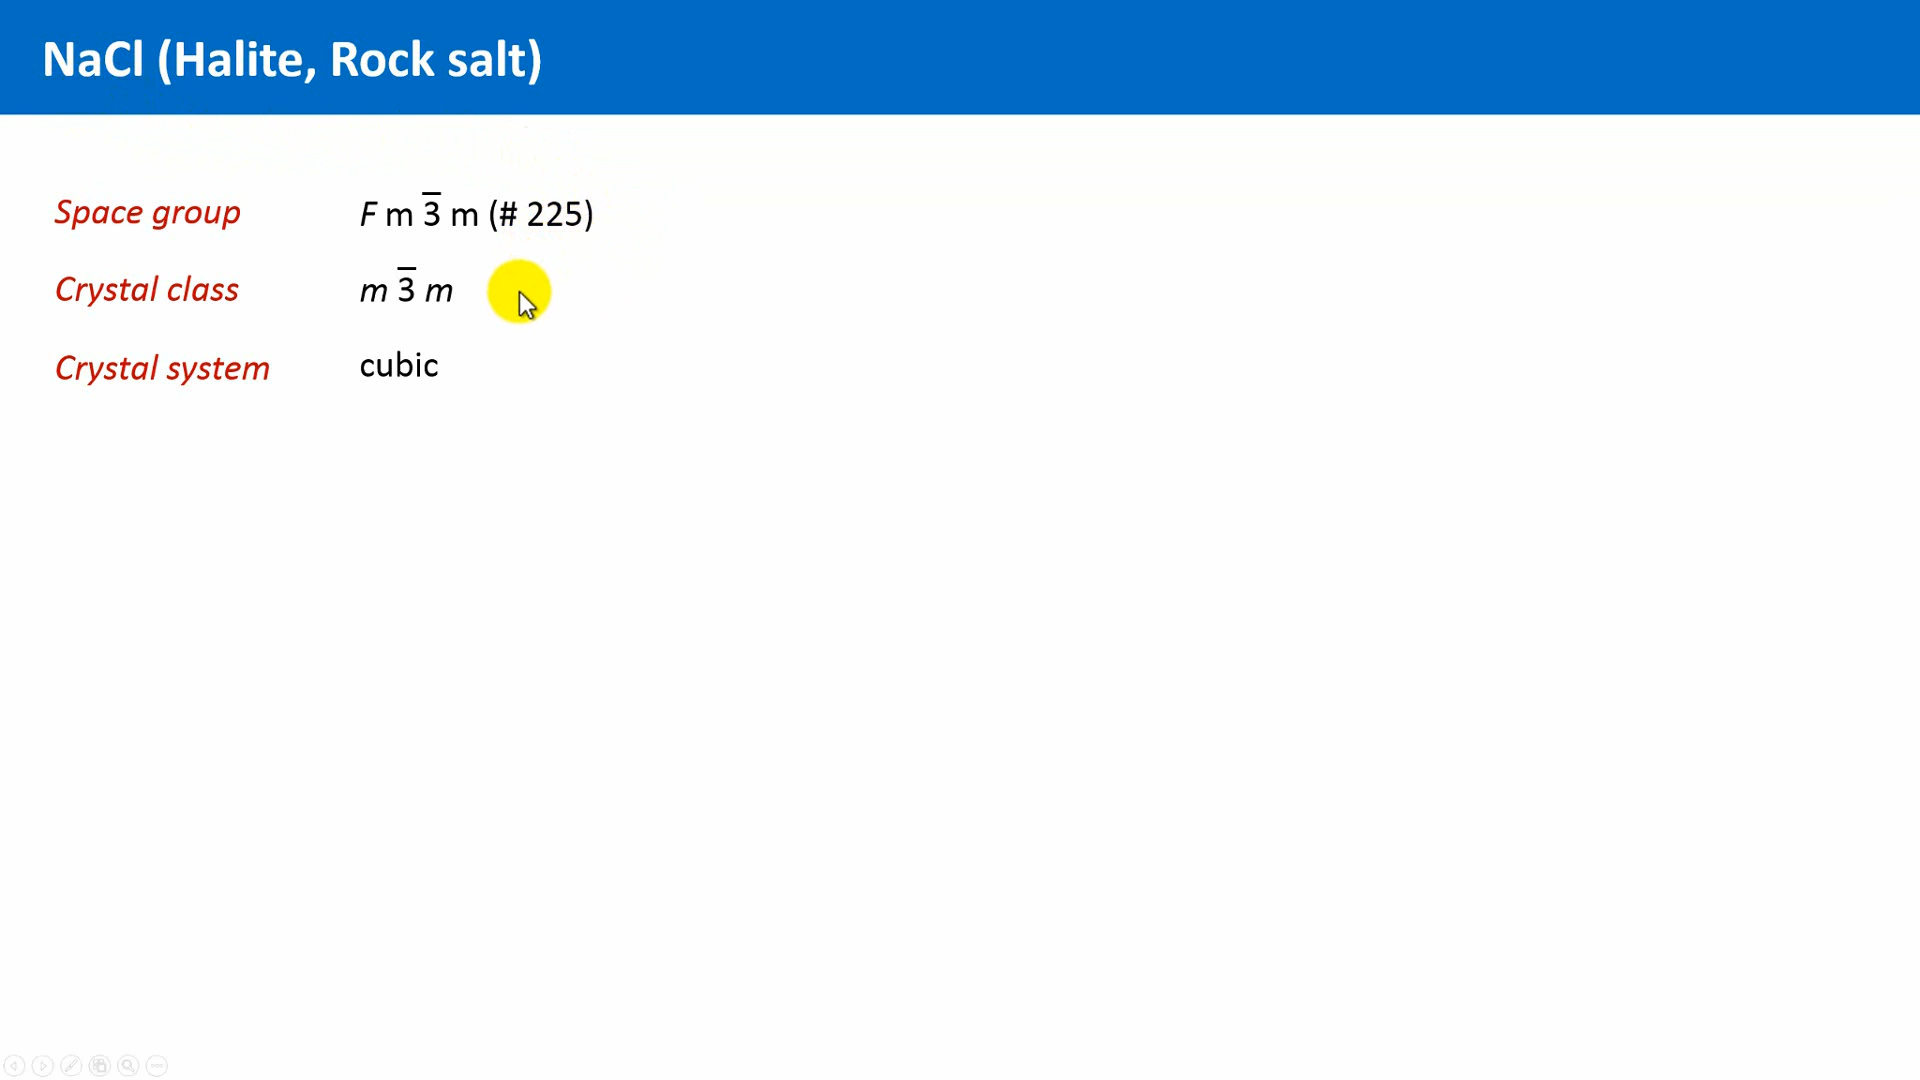 NaCl (Halite, Rock salt)
Space group F m 3̅ m (# 225)
Crystal class m 3̅ m
Crystal system cubic